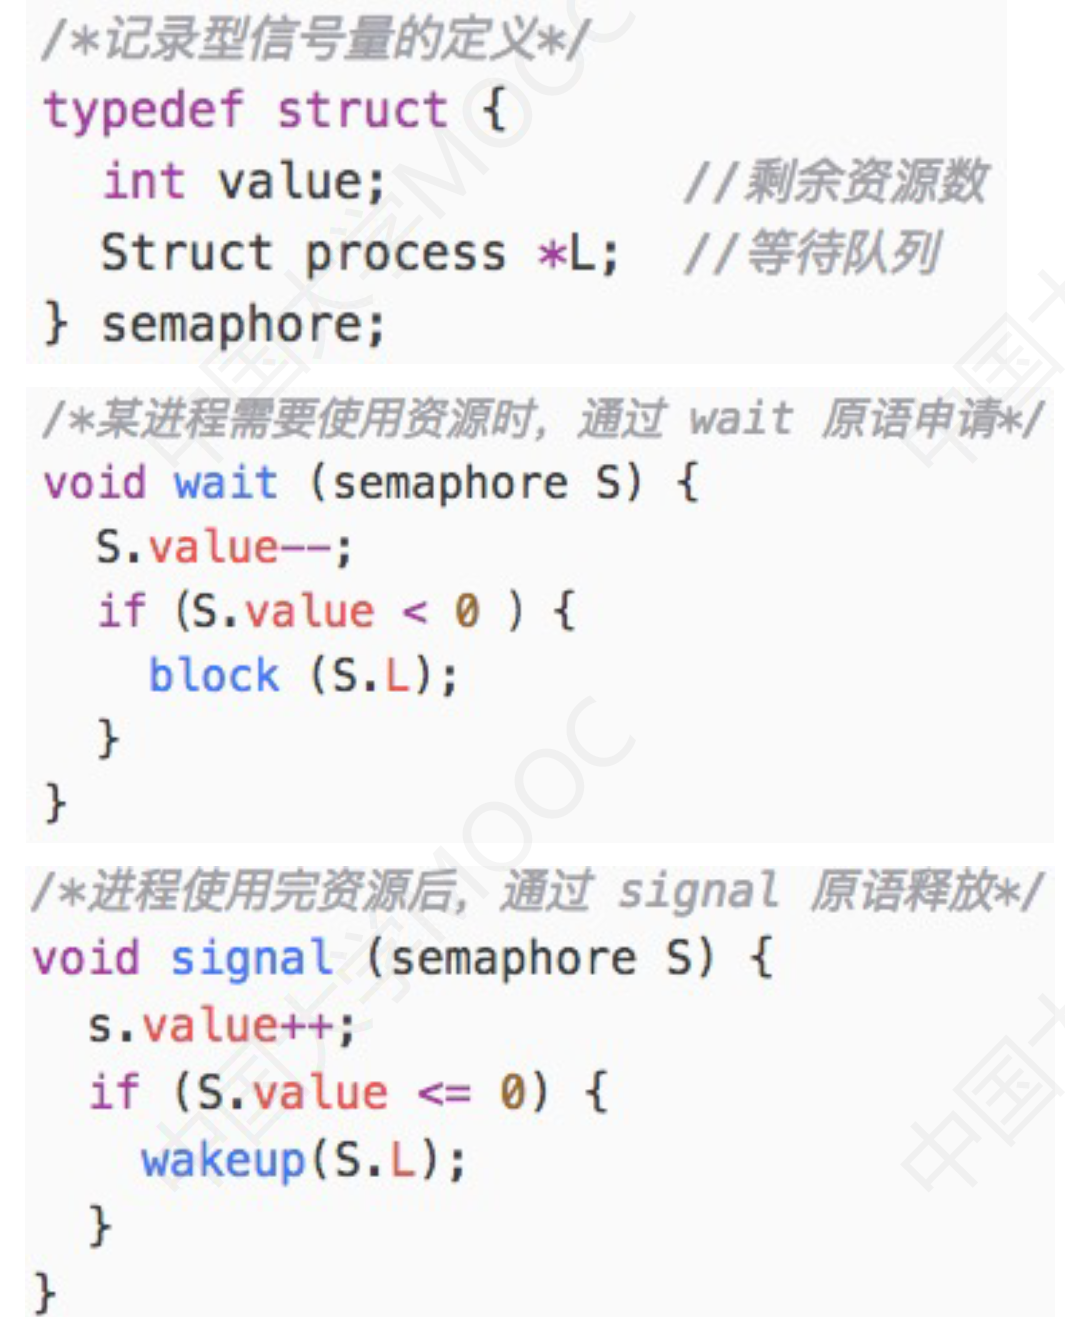 /*记录型信号量的定义*/
typedef struct {
  int value;          //剩余资源数
  Struct process *L;  //等待队列
} semaphore;
/*某进程需要使用资源时，通过 wait 原语申请*/
void wait (semaphore S) {
  S.value--;
  if (S.value < 0 ) {
    block (S.L);
  }
}
/*进程使用完资源后，通过 signal 原语释放*/
void signal (semaphore S) {
  s.value++;
  if (S.value <= 0) {
    wakeup(S.L);
  }
}
中国大学MOOC
中国大学MOOC
中国大
中国大